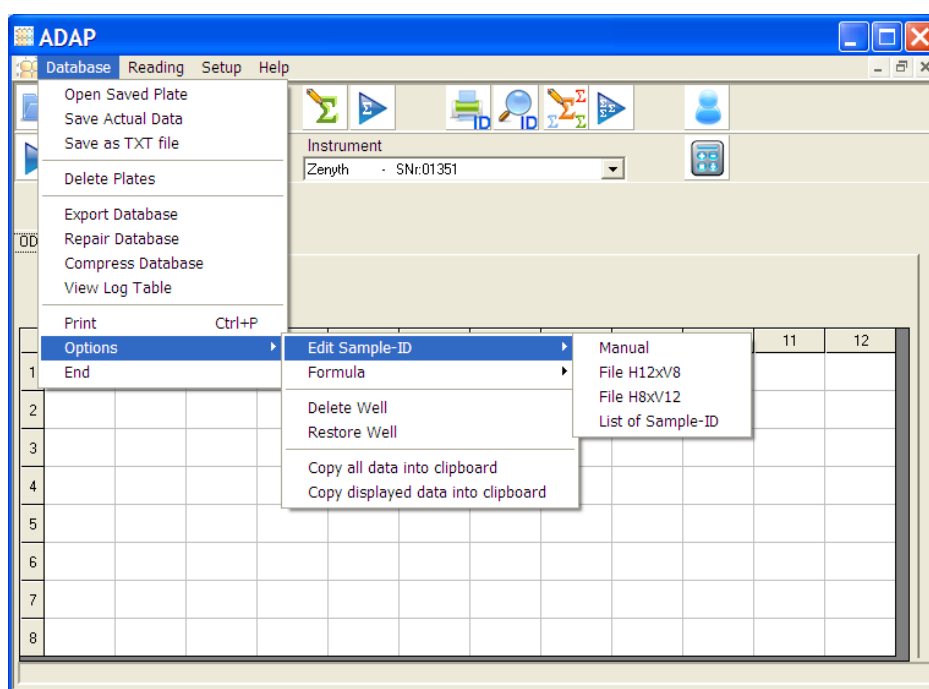 ADAP
Database Reading Setup Help
Open Saved Plate
Save Actual Data
Save as TXT file
Delete Plates
Export Database
Repair Database
Compress Database
View Log Table
Print Ctrl+P
Options
End
ID ID
Instrument
Zenyth - SNr:01351
OD
Edit Sample-ID
Formula
Delete Well
Restore Well
Copy all data into clipboard
Copy displayed data into clipboard
Manual
File H12xV8
File H8xV12
List of Sample-ID
11 12
1
2
3
4
5
6
7
8